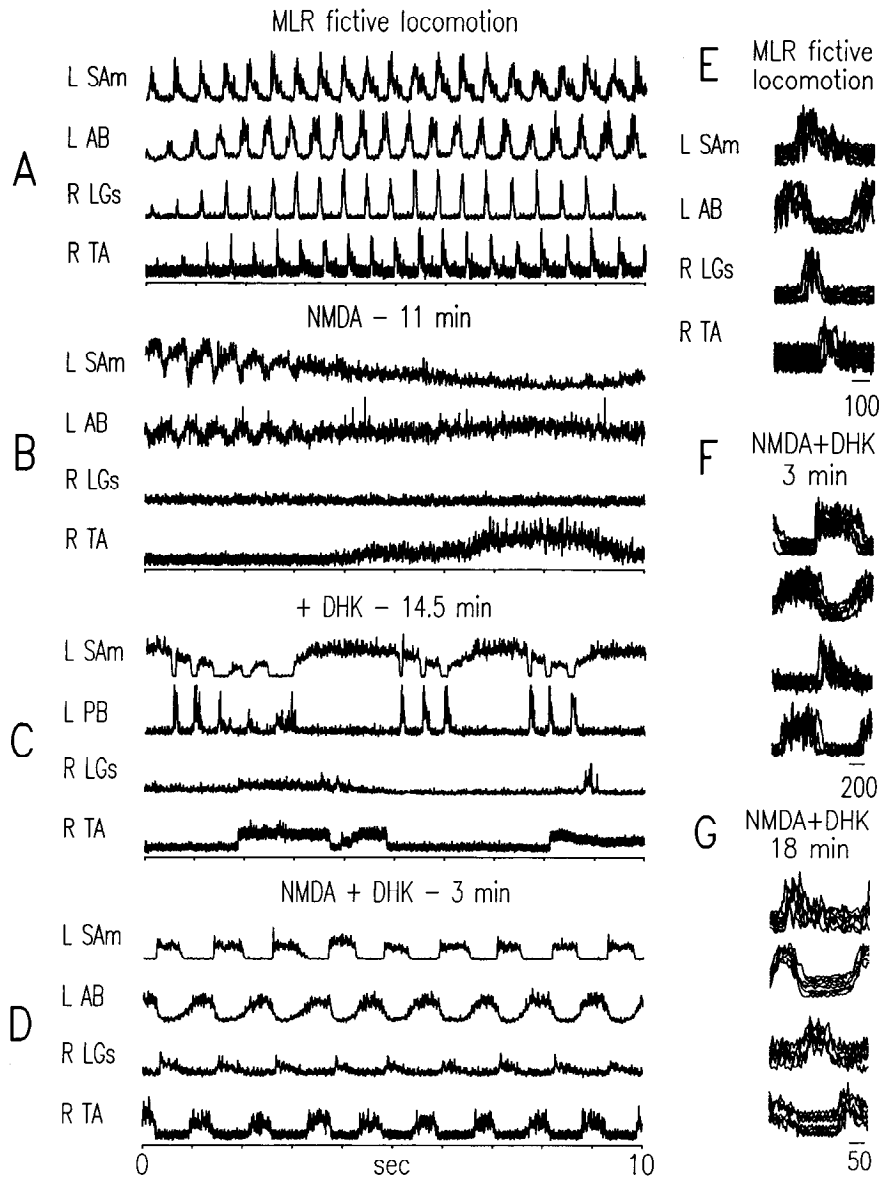 MLR fictive locomotion
A
L SAm
L AB
R LGs
R TA
NMDA – 11 min
B
L SAm
L AB
R LGs
R TA
+ DHK – 14.5 min
C
L SAm
L PB
R LGs
R TA
NMDA + DHK – 3 min
D
L SAm
L AB
R LGs
R TA
0 sec 10
E
MLR fictive
locomotion
L SAm
L AB
R LGs
R TA
100
F
NMDA+DHK
3 min
200
G
NMDA+DHK
18 min
50